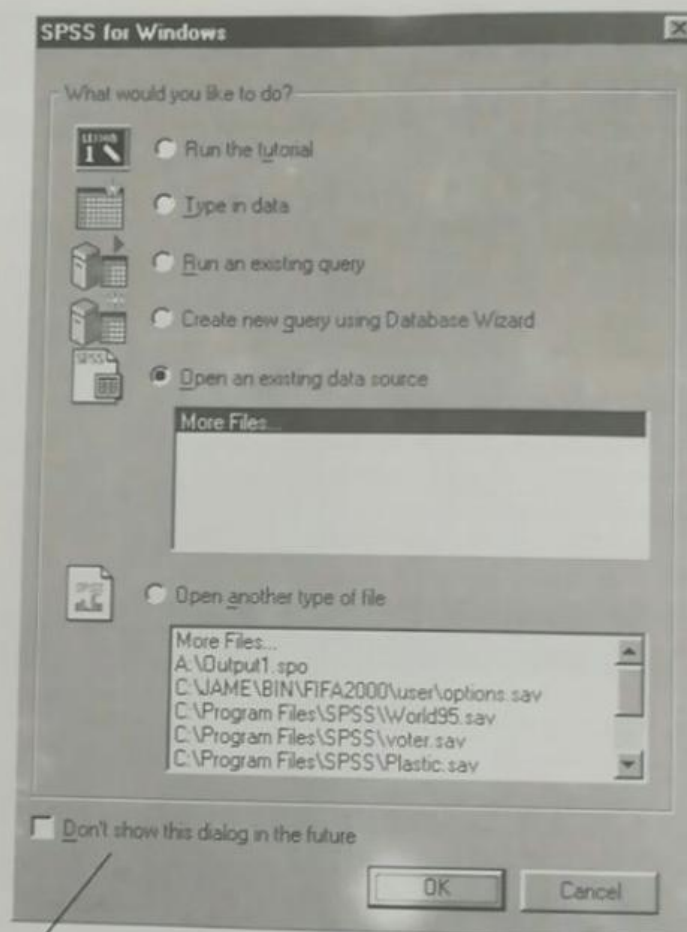 SPSS for Windows
What would you like to do?
Run the tutorial
Type in data
Run an existing query
Create new query using Database Wizard
Open an existing data source
More Files...
Open another type of file
More Files...
A:\Output1.spo
C:\JAME\BIN\FIFA2000\user\options.sav
C:\Program Files\SPSS\World95.sav
C:\Program Files\SPSS\voter.sav
C:\Program Files\SPSS\Plastic.sav
Don't show this dialog in the future
OK
Cancel